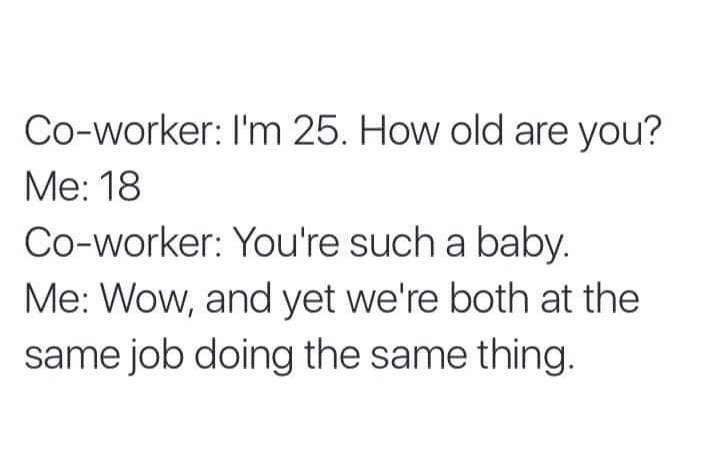 Co-worker: I'm 25. How old are you?
Me: 18
Co-worker: You're such a baby.
Me: Wow, and yet we're both at the
same job doing the same thing.